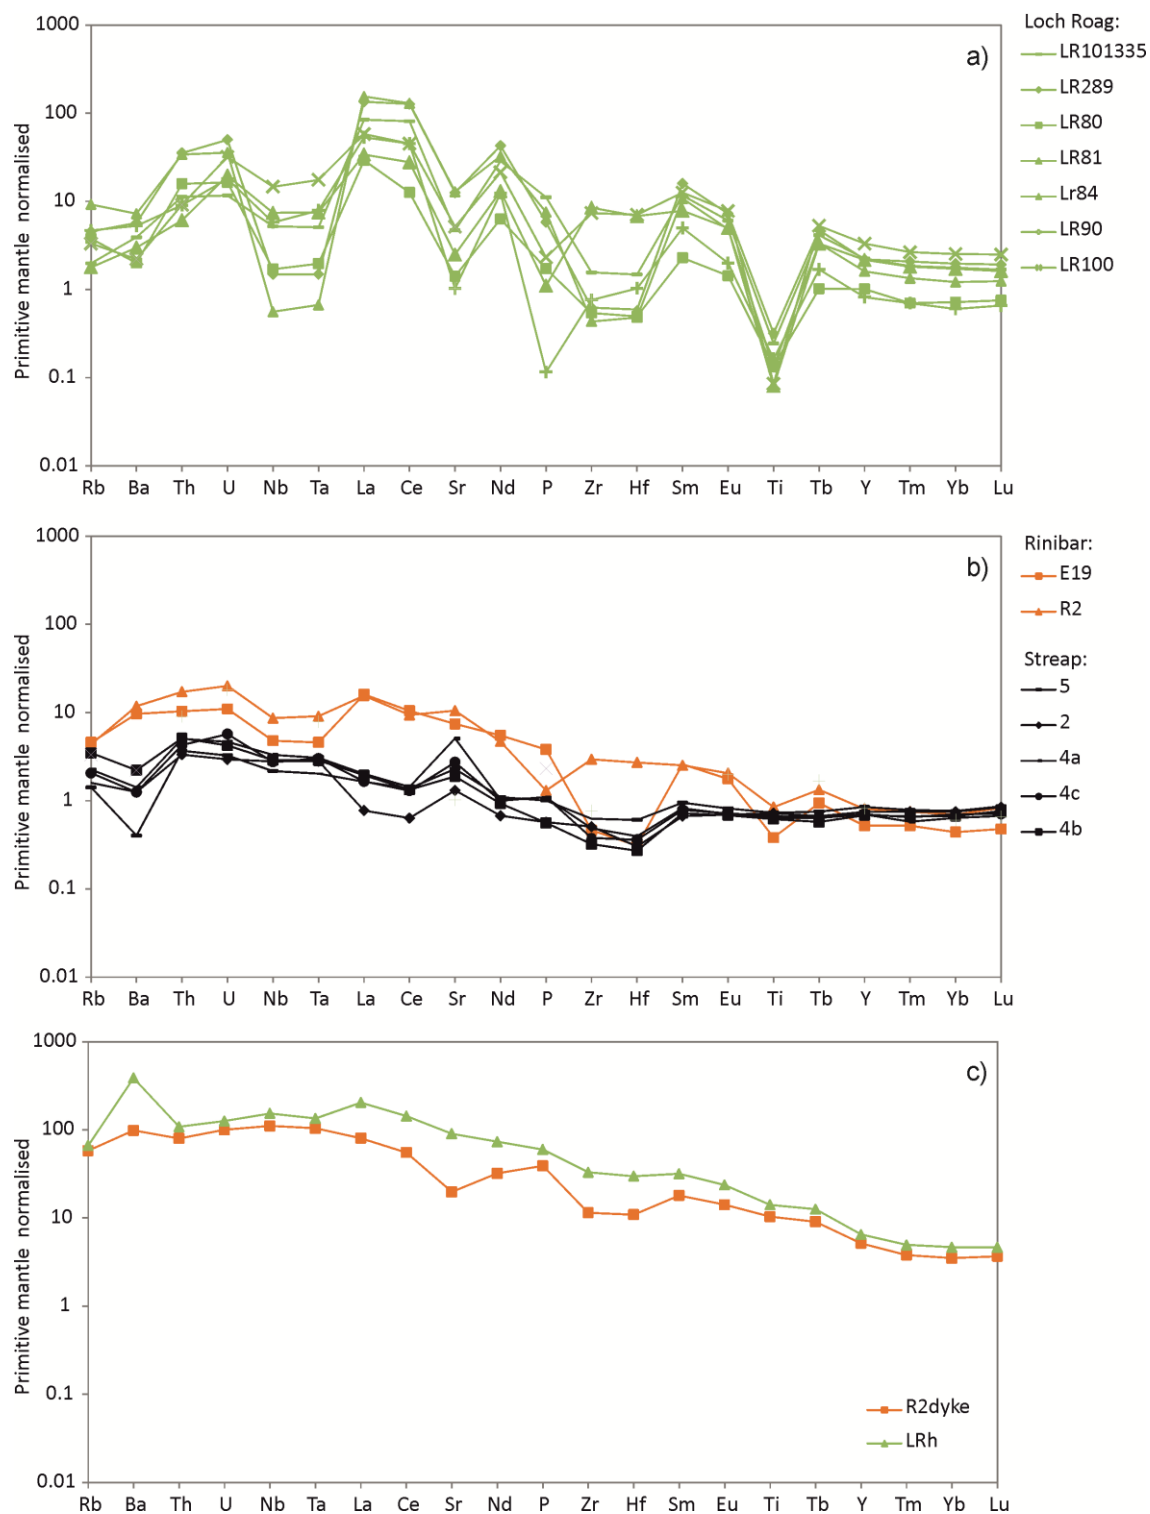 Primitive mantle normalised
1000
100
10
1
0.1
0.01
a)
Rb Ba Th U Nb Ta La Ce Sr Nd P Zr Hf Sm Eu Ti Tb Y Tm Yb Lu
Loch Roag:
LR101335
LR289
LR80
LR81
Lr84
LR90
LR100
Primitive mantle normalised
1000
100
10
1
0.1
0.01
b)
Rb Ba Th U Nb Ta La Ce Sr Nd P Zr Hf Sm Eu Ti Tb Y Tm Yb Lu
Rinibar:
E19
R2
Streap:
5
2
4a
4c
4b
Primitive mantle normalised
1000
100
10
1
0.1
0.01
c)
R2dyke
LRh
Rb Ba Th U Nb Ta La Ce Sr Nd P Zr Hf Sm Eu Ti Tb Y Tm Yb Lu